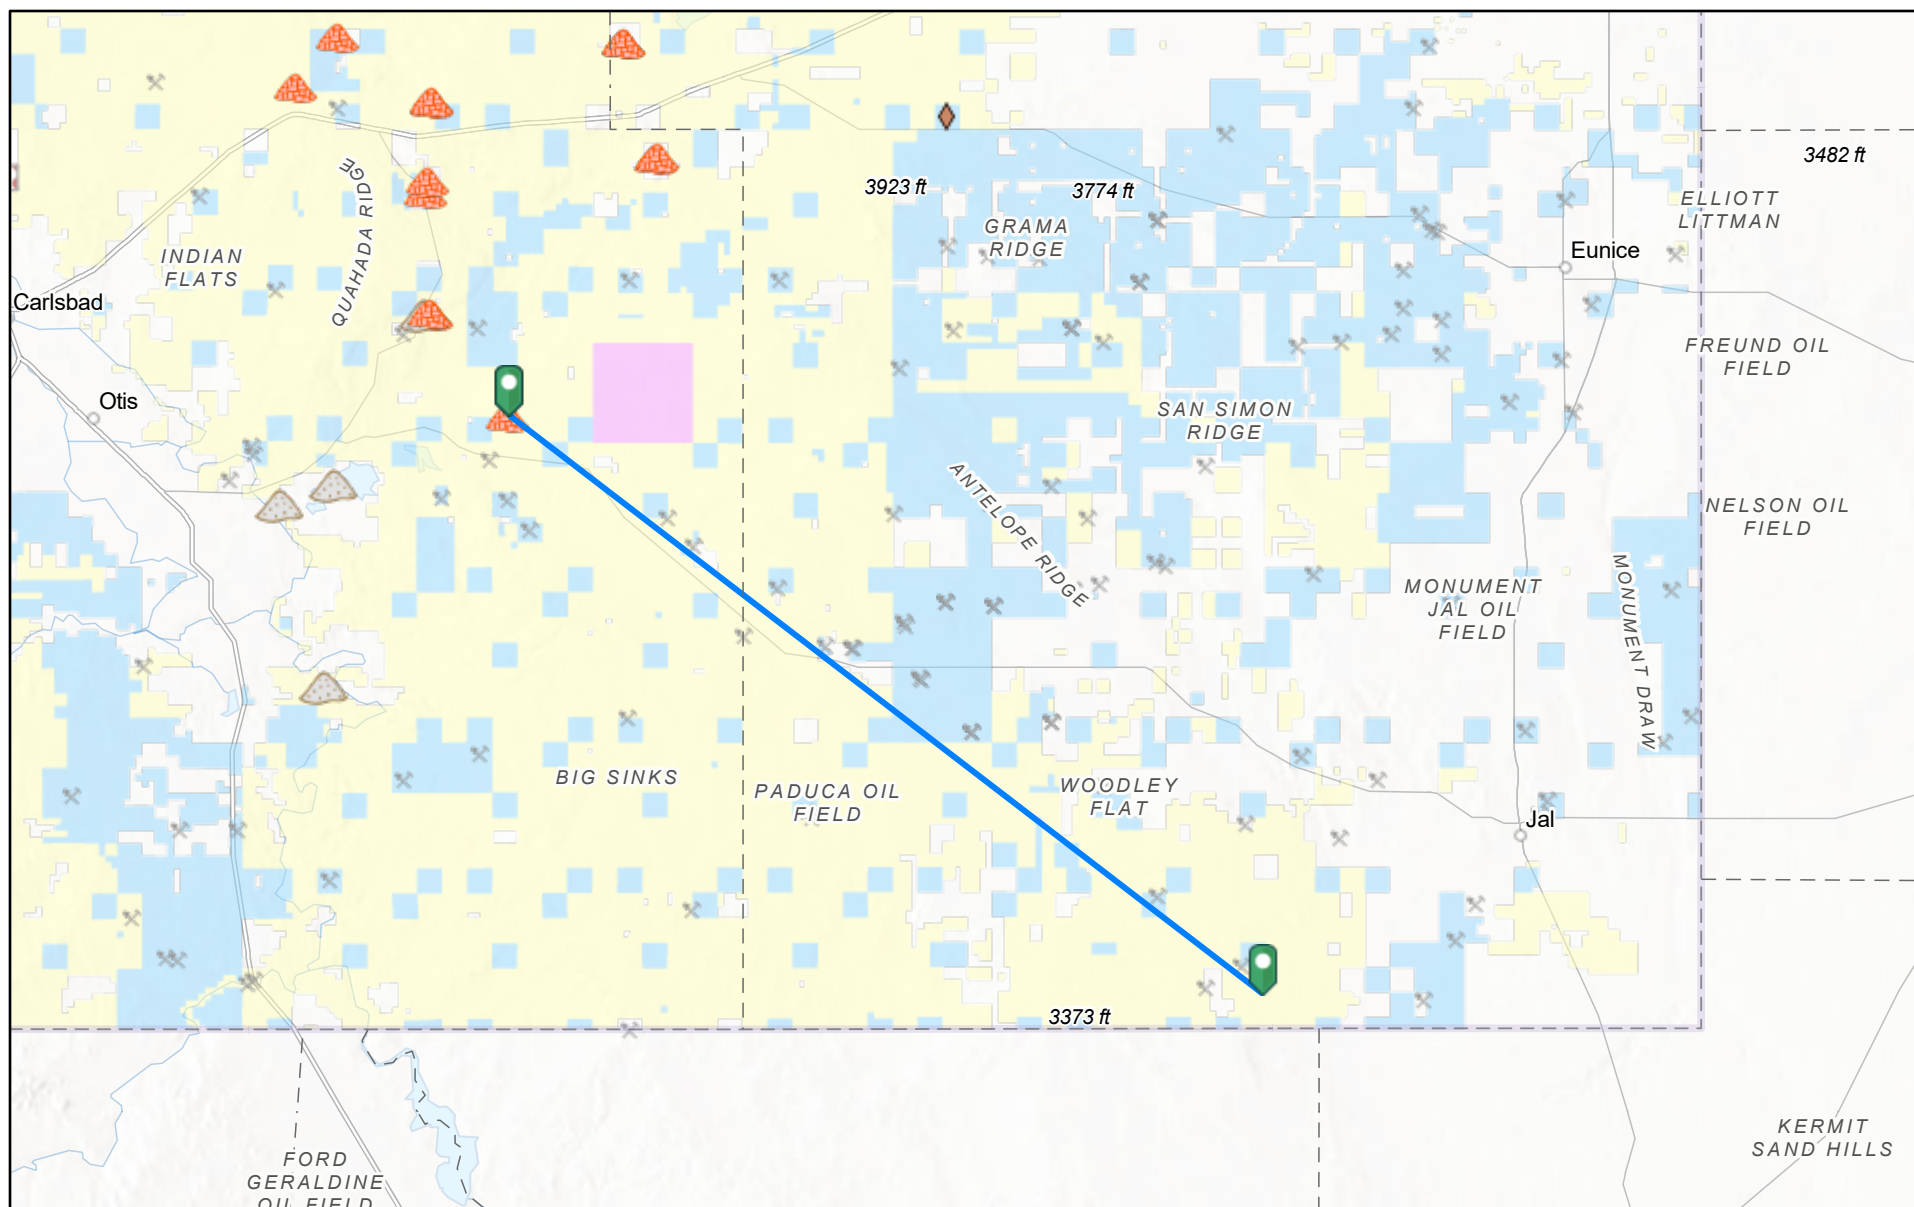 3482 ft
3923 ft
3774 ft
ELLIOTT
LITTMAN
QUAHADA RIDGE
GRAMA
RIDGE
INDIAN
FLATS
Eunice
Carlsbad
FREUND OIL
FIELD
Otis
SAN SIMON
RIDGE
ANTELOPE RIDGE
NELSON OIL
FIELD
MONUMENT
JAL OIL
FIELD
MONUMENT DRAW
BIG SINKS
PADUCA OIL
FIELD
WOODLEY
FLAT
Jal
3373 ft
KERMIT
SAND HILLS
FORD
GERALDINE
OIL FIELD